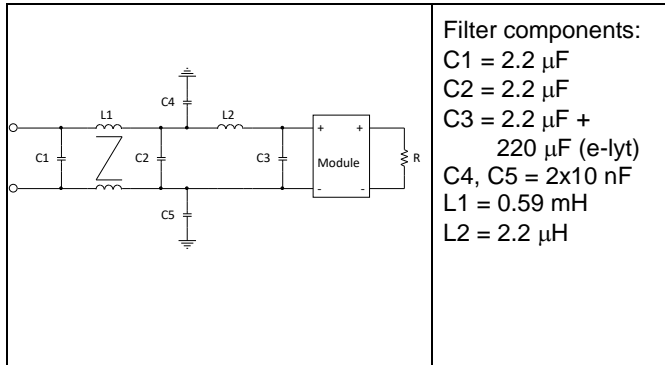 C4
L1
L2
C1
C2
C3
+
+
Module
-
-
R
C5
Filter components:
C1 = 2.2 μF
C2 = 2.2 μF
C3 = 2.2 μF +
220 μF (e-lyt)
C4, C5 = 2x10 nF
L1 = 0.59 mH
L2 = 2.2 μH